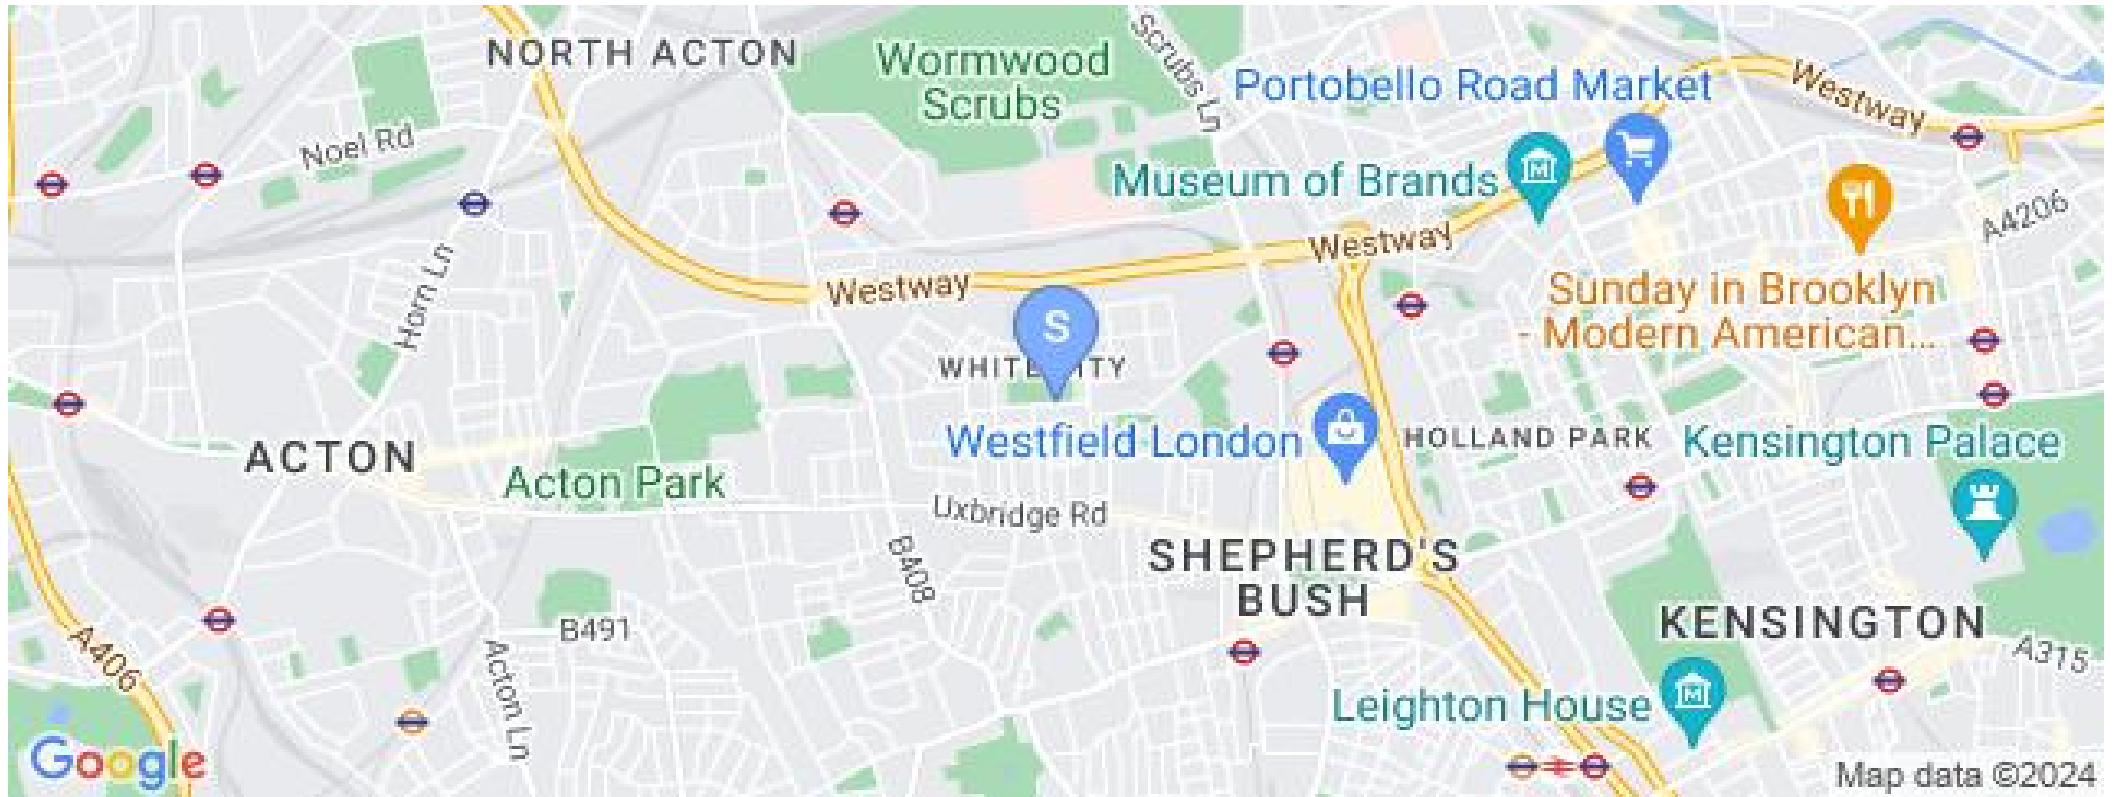 NORTH ACTON
Wormwood
Scrubs
Scrubs Ln
Portobello Road Market
Westway
Noel Rd
Museum of Brands
A4206
Horn Ln
Westway
Westway
Sunday in Brooklyn
- Modern American...
S
WHITE CITY
ACTON
Acton Park
Westfield London
HOLLAND PARK
Kensington Palace
Uxbridge Rd
B408
SHEPHERD'S
BUSH
KENSINGTON
B491
A406
Acton Ln
A315
Leighton House
Google
Map data ©2024